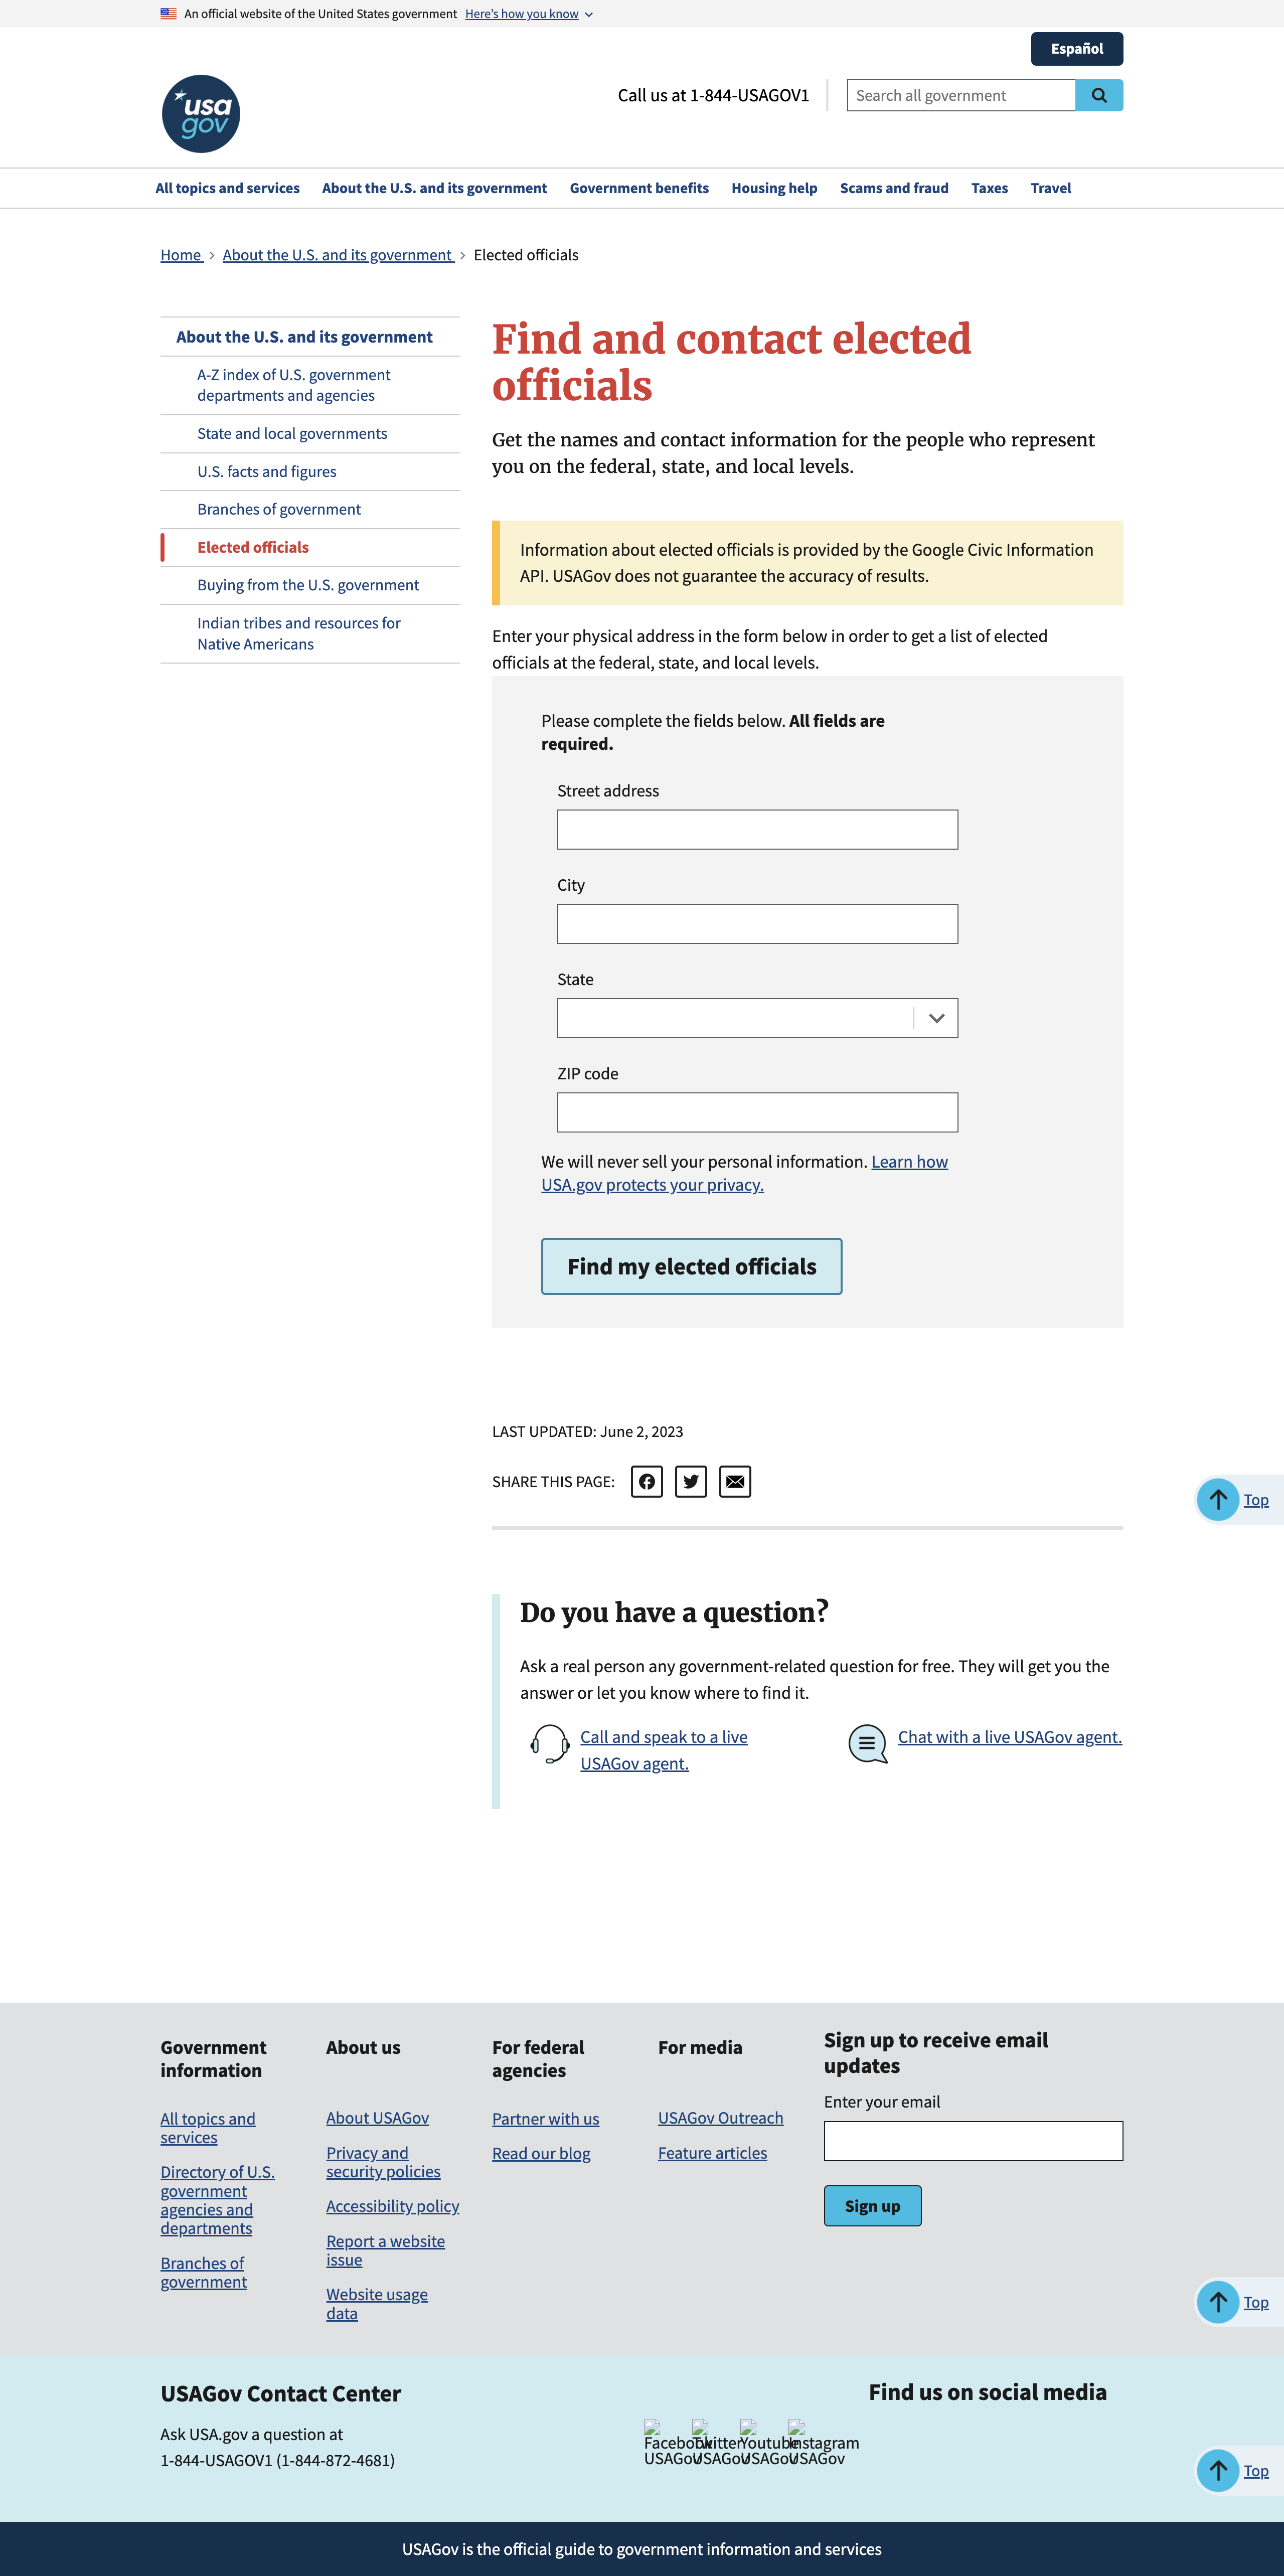 An official website of the United States government Here's how you know
Español
usa
gov
Call us at 1-844-USAGOV1
Search all government
All topics and services About the U.S. and its government Government benefits Housing help Scams and fraud Taxes Travel
Home About the U.S. and its government Elected officials
About the U.S. and its government
A-Z index of U.S. government
departments and agencies
State and local governments
U.S. facts and figures
Branches of government
Elected officials
Buying from the U.S. government
Indian tribes and resources for
Native Americans
Find and contact elected
officials
Get the names and contact information for the people who represent
you on the federal, state, and local levels.
Information about elected officials is provided by the Google Civic Information
API. USAGov does not guarantee the accuracy of results.
Enter your physical address in the form below in order to get a list of elected
officials at the federal, state, and local levels.
Please complete the fields below. All fields are
required.
Street address
City
State
ZIP code
We will never sell your personal information. Learn how
USA.gov protects your privacy.
Find my elected officials
LAST UPDATED: June 2, 2023
SHARE THIS PAGE:
Top
Do you have a question?
Ask a real person any government-related question for free. They will get you the
answer or let you know where to find it.
Call and speak to a live
USAGov agent.
Chat with a live USAGov agent.
Government
information
All topics and
services
Directory of U.S.
government
agencies and
departments
Branches of
government
About us
About USAGov
Privacy and
security policies
Accessibility policy
Report a website
issue
Website usage
data
For federal
agencies
Partner with us
Read our blog
For media
USAGov Outreach
Feature articles
Sign up to receive email
updates
Enter your email
Sign up
Top
USAGov Contact Center
Ask USA.gov a question at
1-844-USAGOV1 (1-844-872-4681)
Find us on social media
Facebook Twitter Youtube Instagram
USAGov USAGov USAGov USAGov
Top
USAGov is the official guide to government information and services